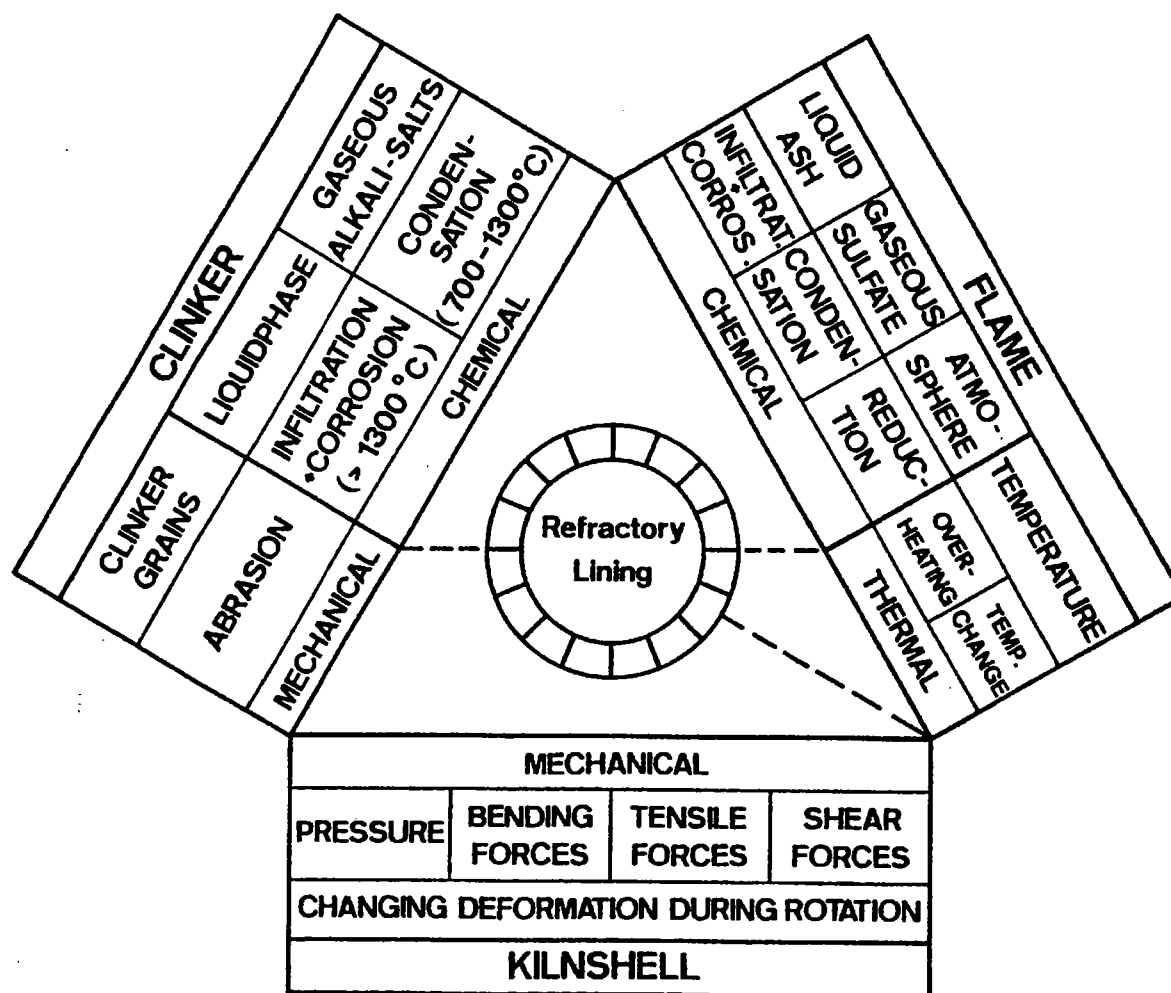 CLINKER
GASEOUS
ALKALI-SALTS
CONDEN-
SATION
(700-1300°C)
LIQUIDPHASE
INFILTRATION
+CORROSION
(> 1300°C)
CHEMICAL
CLINKER
GRAINS
ABRASION
MECHANICAL
FLAME
LIQUID
ASH
INFILTRAT.
+
CORROS.
GASEOUS
SULFATE
CONDEN-
SATION
ATMO-
SPHERE
REDUC-
TION
CHEMICAL
TEMPERATURE
OVER-
HEATING
TEMP.
CHANGE
THERMAL
Refractory
Lining
MECHANICAL
PRESSURE
BENDING
FORCES
TENSILE
FORCES
SHEAR
FORCES
CHANGING DEFORMATION DURING ROTATION
KILNSHELL